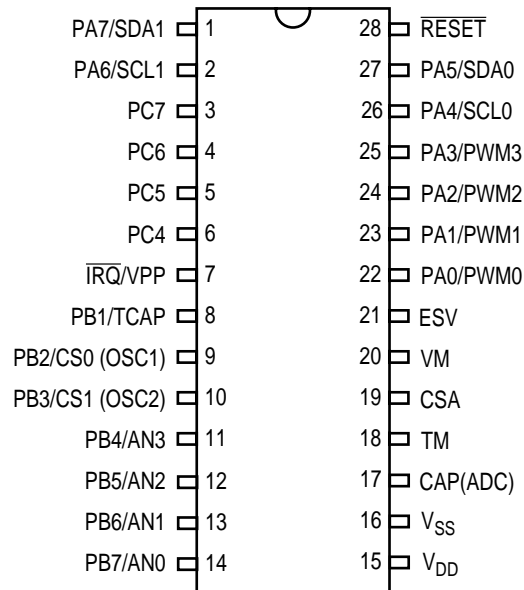 PA7/SDA1 1 28 RESET
PA6/SCL1 2 27 PA5/SDA0
PC7 3 26 PA4/SCL0
PC6 4 25 PA3/PWM3
PC5 5 24 PA2/PWM2
PC4 6 23 PA1/PWM1
IRQ/VPP 7 22 PA0/PWM0
PB1/TCAP 8 21 ESV
PB2/CS0 (OSC1) 9 20 VM
PB3/CS1 (OSC2) 10 19 CSA
PB4/AN3 11 18 TM
PB5/AN2 12 17 CAP(ADC)
PB6/AN1 13 16 VSS
PB7/AN0 14 15 VDD